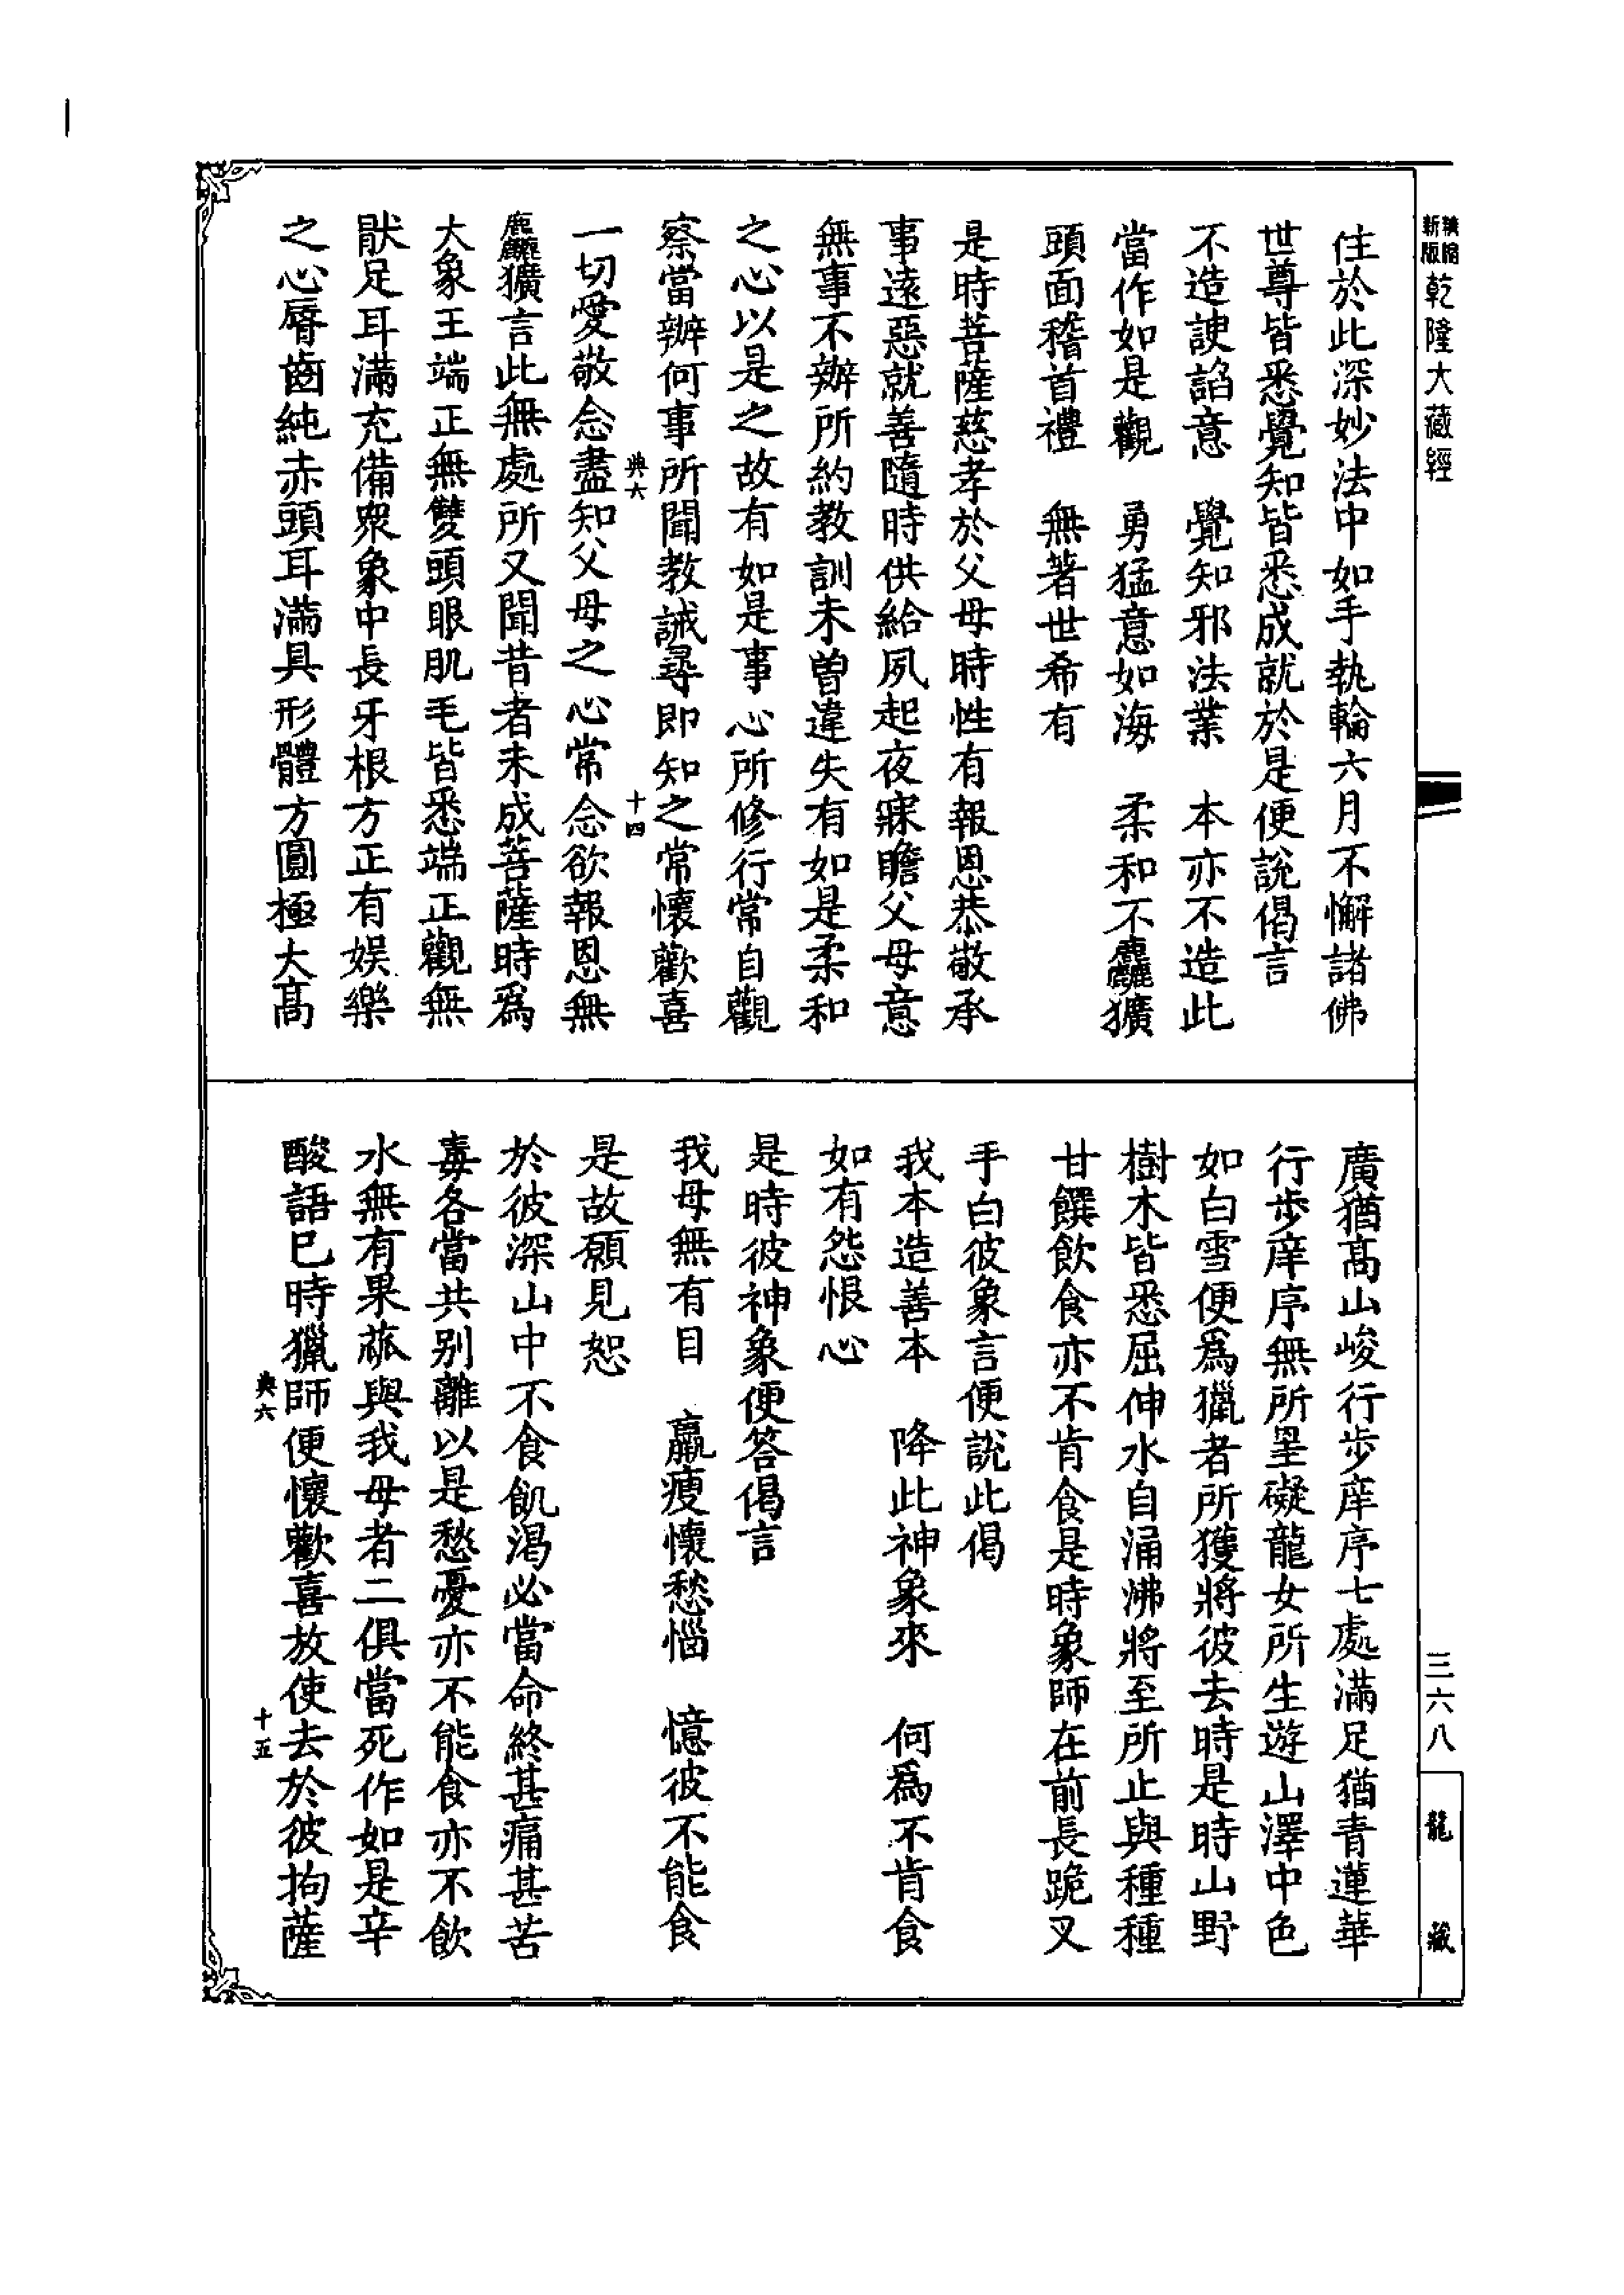 新版
縮
乾隆大藏經
住於此深妙法中如手執輪六月不懈諸佛
世尊皆悉覺知皆悉成就於是便說偈言
不造諛諂意　覺知邪法業　本亦不造此
當作如是觀　勇猛意如海　柔和不麤獷
頭面稽首禮　無著世希有
是時菩薩慈孝於父母時性有報恩恭敬承
事遠惡就善隨時供給夙起夜寐瞻父母意
無事不辦所約教訓未曾違失有如是柔和
之心以是之故有如是事心所修行常自觀
察當辦何事所聞教誡尋即知之常懷歡喜
典六　十四
一切愛敬念盡知父母之心常念欲報恩無
麤獷言此無處所又聞昔者未成菩薩時爲
大象王端正無雙頭眼肌毛皆悉端正觀無
猒足耳滿充備衆象中長牙根方正有娛樂
之心脣齒純赤頭耳滿具形體方圓極大高
廣猶高山峻行步庠序七處滿足猶青蓮華
行步庠序無所罣礙龍女所生遊山澤中色
如白雪便爲獵者所獲將彼去時是時山野
樹木皆悉屈伸水自涌沸將至所止與種種
甘饌飲食亦不肯食是時象師在前長跪叉
手白彼象言便說此偈
我本造善本　降此神象來　何爲不肯食
如有怨恨心
是時彼神象便答偈言
我母無有目　羸瘦懷愁惱　憶彼不能食
是故願見恕
於彼深山中不食飢渴必當命終甚痛甚苦
毒各當共別離以是愁憂亦不能食亦不飲
水無有果蓏與我母者二俱當死作如是辛
酸語巳時獵師便懷歡喜放使去於彼拘薩
典六　十五
三六八
龍藏